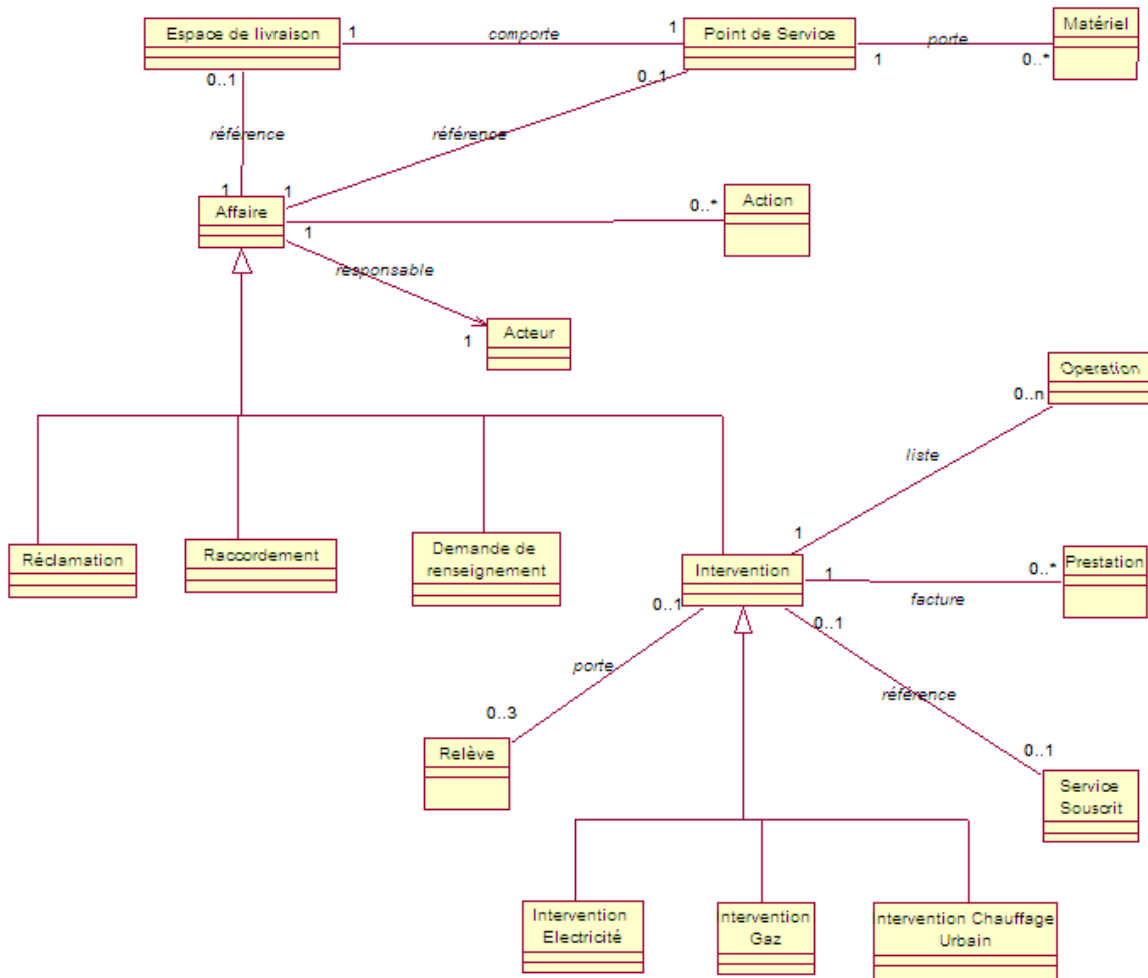 Espace de livraison
1
comporte
1
Point de Service
1
porte
0..*
Matériel
0..1
référence
1
0..1
référence
1
Affaire
1
0..*
Action
responsable
1
Acteur
Operation
0..n
liste
1
Réclamation
Raccordement
Demande de
renseignement
Intervention
1
0..*
facture
Prestation
0..1
porte
0..3
Relève
0..1
référence
0..1
Service
Souscrit
Intervention
Electricité
ntervention
Gaz
ntervention Chauffage
Urbain